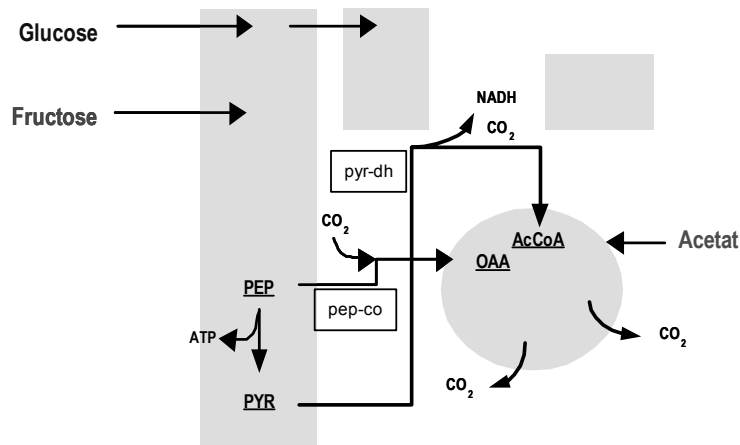 Glucose
Fructose
NADH
CO2
pyr-dh
CO2
AcCoA
Acetat
OAA
PEP
pep-co
ATP
CO2
CO2
PYR